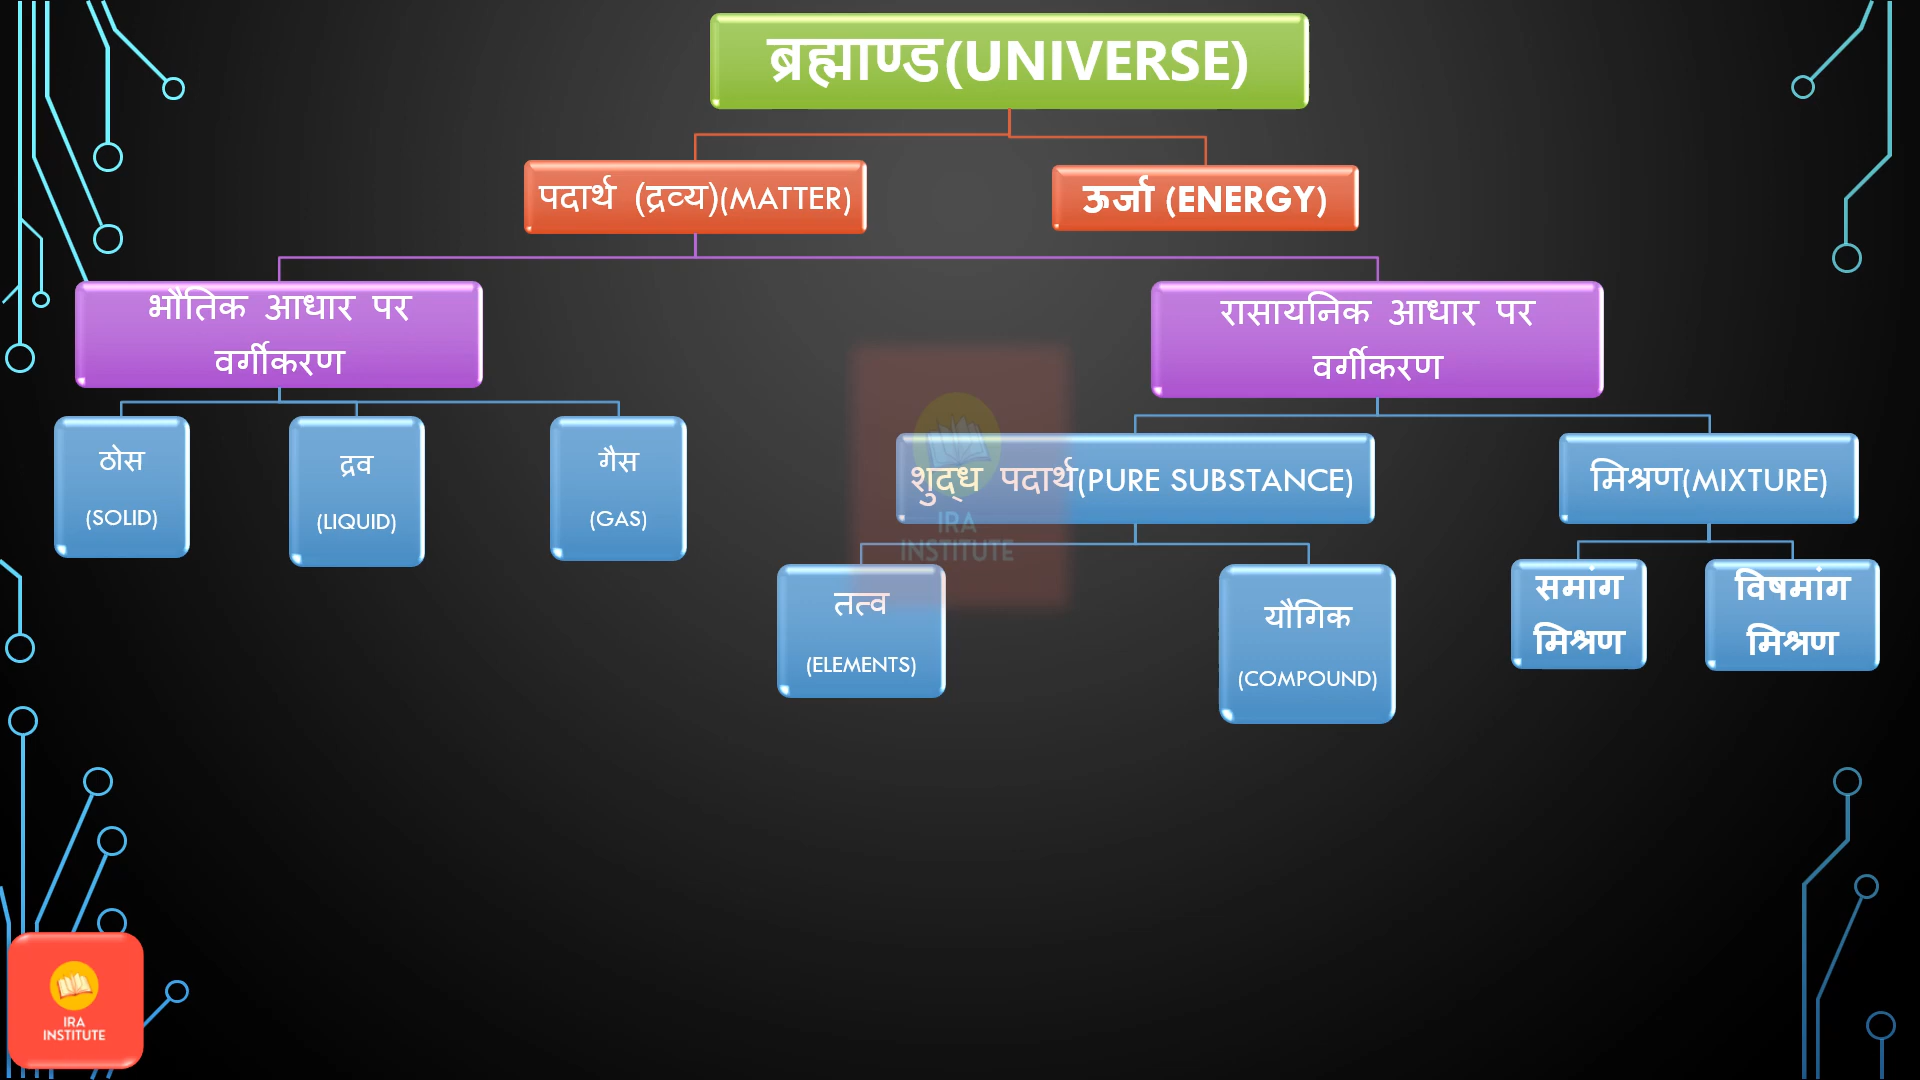 ब्रह्माण्ड(UNIVERSE)
पदार्थ (द्रव्य)(MATTER)
ऊर्जा (ENERGY)
भौतिक आधार पर
वर्गीकरण
रासायनिक आधार पर
वर्गीकरण
ठोस
(SOLID)
द्रव
(LIQUID)
गैस
(GAS)
शुद्ध पदार्थ(PURE SUBSTANCE)
मिश्रण(MIXTURE)
तत्व
(ELEMENTS)
यौगिक
(COMPOUND)
समांग
मिश्रण
विषमांग
मिश्रण
IRA
INSTITUTE
IRA
INSTITUTE